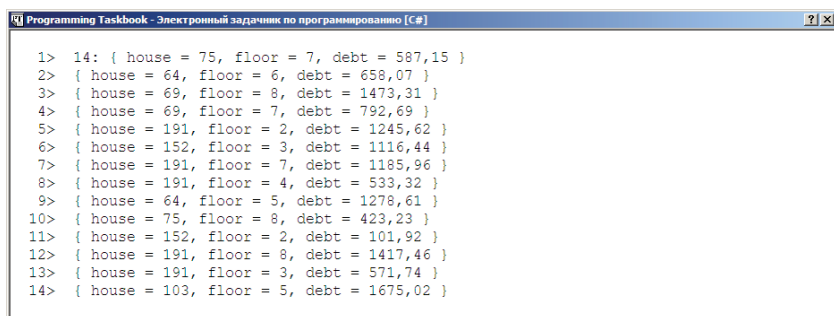 Programming Taskbook - Электронный задачник по программированию [C#]
1> 14: { house = 75, floor = 7, debt = 587,15 }
2> { house = 64, floor = 6, debt = 658,07 }
3> { house = 69, floor = 8, debt = 1473,31 }
4> { house = 69, floor = 7, debt = 792,69 }
5> { house = 191, floor = 2, debt = 1245,62 }
6> { house = 152, floor = 3, debt = 1116,44 }
7> { house = 191, floor = 7, debt = 1185,96 }
8> { house = 191, floor = 4, debt = 533,32 }
9> { house = 64, floor = 5, debt = 1278,61 }
10> { house = 75, floor = 8, debt = 423,23 }
11> { house = 152, floor = 2, debt = 101,92 }
12> { house = 191, floor = 8, debt = 1417,46 }
13> { house = 191, floor = 3, debt = 571,74 }
14> { house = 103, floor = 5, debt = 1675,02 }